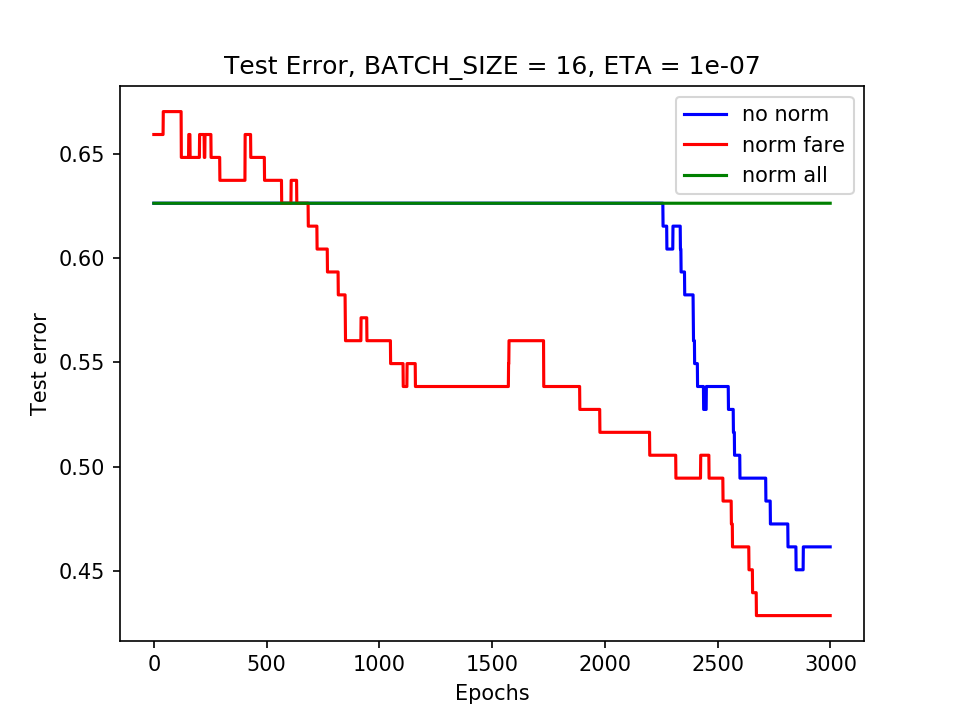 Test Error, BATCH_SIZE = 16, ETA = 1e-07
no norm
norm fare
norm all
Test error
0.65
0.60
0.55
0.50
0.45
0
500
1000
1500
2000
2500
3000
Epochs